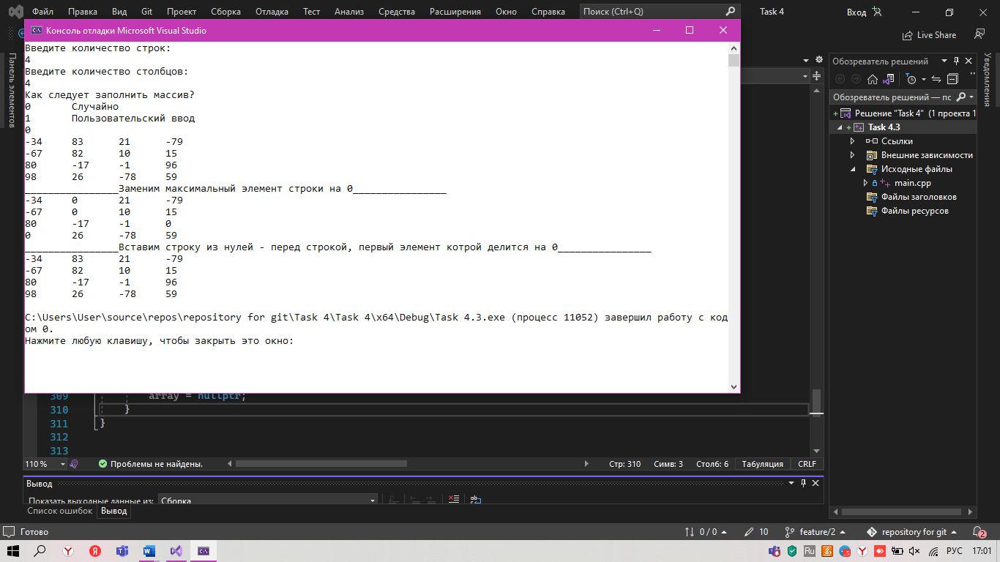 Файл Правка Вид Git Проект Сборка Отладка Тест Анализ Средства Расширения Окно Справка Поиск (Ctrl+Q) Task 4 Вход
Консоль отладки Microsoft Visual Studio
Live Share
Панель элементов
Введите количество строк:
4
Введите количество столбцов:
4
Как следует заполнить массив?
0 Случайно
1 Пользовательский ввод
0
-34 83 21 -79
-67 82 10 15
80 -17 -1 96
98 26 -78 59
________________Заменим максимальный элемент строки на 0________________
-34 0 21 -79
-67 0 10 15
80 -17 -1 0
0 26 -78 59
________________Вставим строку из нулей - перед строкой, первый элемент котрой делится на 0________________
-34 83 21 -79
-67 82 10 15
80 -17 -1 96
98 26 -78 59
C:\Users\User\source\repos\repository for git\Task 4\Task 4\x64\Debug\Task 4.3.exe (процесс 11052) завершил работу с код
ом 0.
Нажмите любую клавишу, чтобы закрыть это окно:
Обозреватель решений
Обозреватель решений — пс
Решение "Task 4" (1 проекта 1
Task 4.3
Ссылки
Внешние зависимости
Исходные файлы
main.cpp
Файлы заголовков
Файлы ресурсов
Уведомления
309 array = nullptr;
310 }
311 }
312
313
110 % Проблемы не найдены. Стр: 310 Симв: 3 Столб: 6 Табуляция CRLF
Вывод
Показать выходные данные из: Сборка
Список ошибок Вывод
Готово 0 / 0 10 feature/2 repository for git 2
Ru РУС 17:01